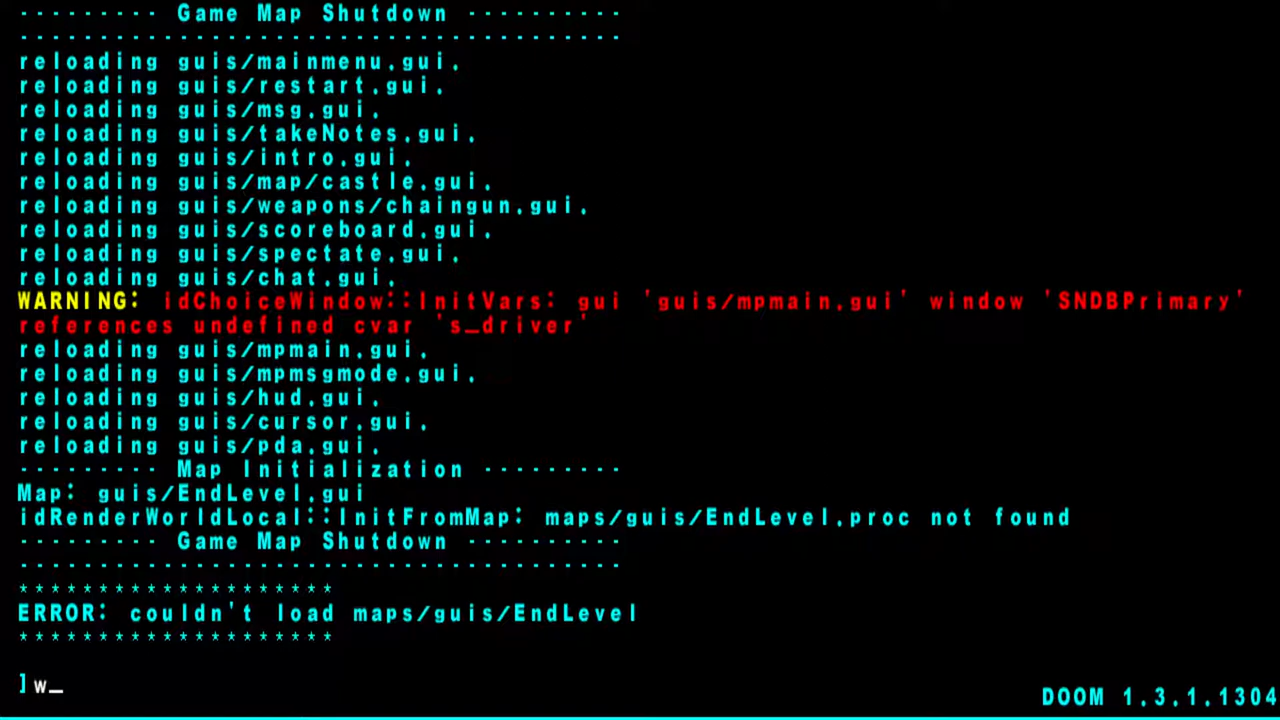 --------- Game Map Shutdown ----------
--------------------------------------
reloading guis/mainmenu.gui.
reloading guis/restart.gui.
reloading guis/msg.gui.
reloading guis/takeNotes.gui.
reloading guis/intro.gui.
reloading guis/map/castle.gui.
reloading guis/weapons/chaingun.gui.
reloading guis/scoreboard.gui.
reloading guis/spectate.gui.
reloading guis/chat.gui.
WARNING: idChoiceWindow::InitVars: gui 'guis/mpmain.gui' window 'SNDBPrimary'
references undefined cvar 's_driver'
reloading guis/mpmain.gui.
reloading guis/mpmsgmode.gui.
reloading guis/hud.gui.
reloading guis/cursor.gui.
reloading guis/pda.gui.
--------- Map Initialization ---------
Map: guis/EndLevel.gui
idRenderWorldLocal::InitFromMap: maps/guis/EndLevel.proc not found
--------- Game Map Shutdown ----------
--------------------------------------
********************
ERROR: couldn't load maps/guis/EndLevel
********************
]w_
DOOM 1.3.1.1304